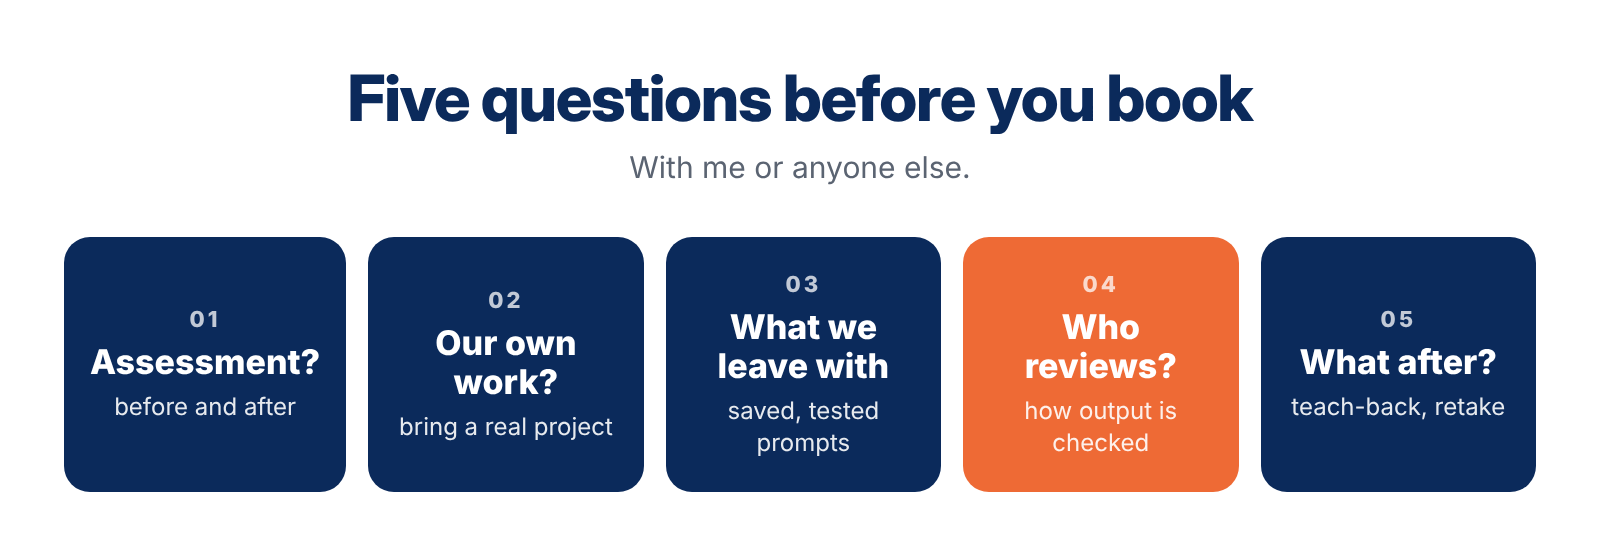 Five questions before you book
With me or anyone else.
01
Assessment?
before and after
02
Our own
work?
bring a real project
03
What we
leave with
saved, tested
prompts
04
Who
reviews?
how output is
checked
05
What after?
teach-back, retake